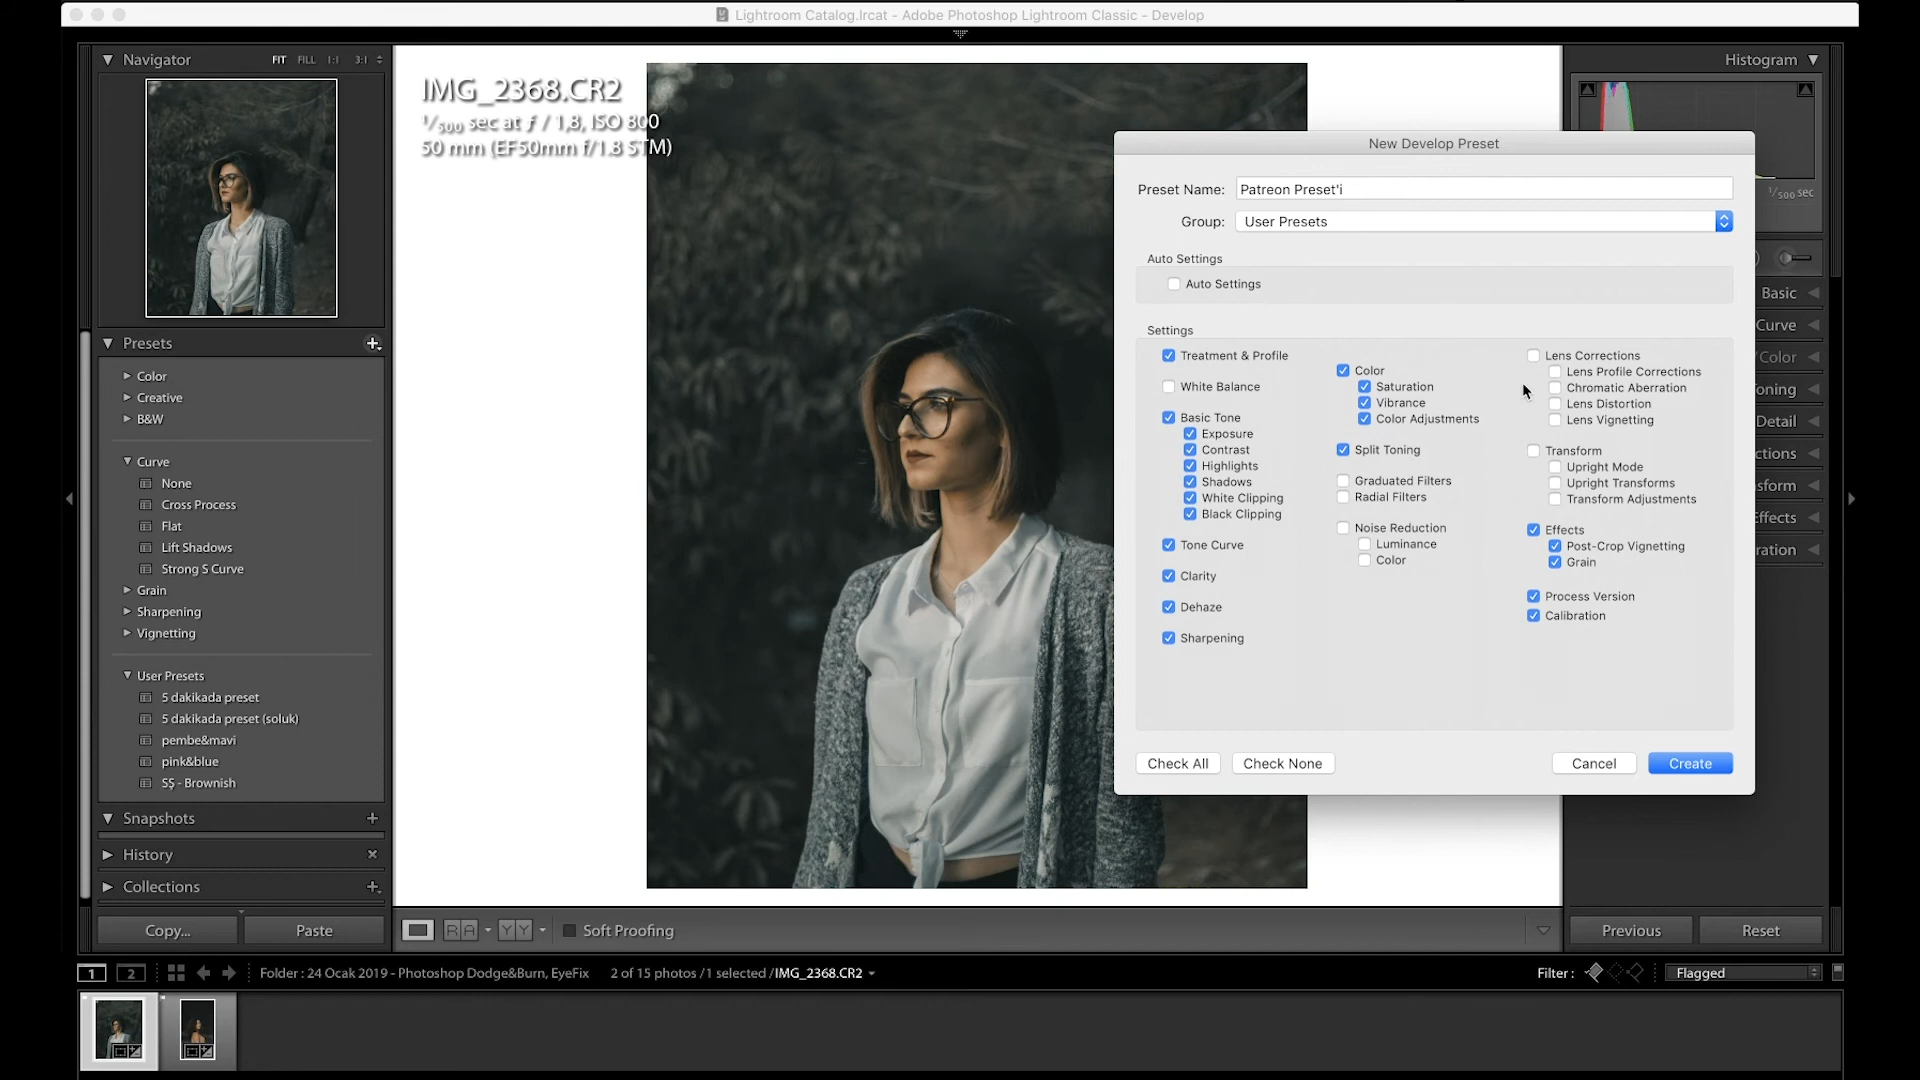 Lightroom Catalog.lrcat - Adobe Photoshop Lightroom Classic - Develop
Navigator
FIT FILL 1:1 3:1
Histogram
IMG_2368.CR2
1/500 sec at ƒ / 1,8, ISO 800
50 mm (EF50mm f/1.8 STM)
1/500 sec
New Develop Preset
Preset Name: Patreon Preset'i
Group: User Presets
Auto Settings
Auto Settings
Settings
Treatment & Profile
White Balance
Basic Tone
Exposure
Contrast
Highlights
Shadows
White Clipping
Black Clipping
Tone Curve
Clarity
Dehaze
Sharpening
Color
Saturation
Vibrance
Color Adjustments
Split Toning
Graduated Filters
Radial Filters
Noise Reduction
Luminance
Color
Lens Corrections
Lens Profile Corrections
Chromatic Aberration
Lens Distortion
Lens Vignetting
Transform
Upright Mode
Upright Transforms
Transform Adjustments
Effects
Post-Crop Vignetting
Grain
Process Version
Calibration
Check All
Check None
Cancel
Create
Basic
Curve
Color
oning
Detail
ctions
sform
Effects
ration
Presets
Color
Creative
B&W
Curve
None
Cross Process
Flat
Lift Shadows
Strong S Curve
Grain
Sharpening
Vignetting
User Presets
5 dakikada preset
5 dakikada preset (soluk)
pembe&mavi
pink&blue
SŞ - Brownish
Snapshots
History
Collections
Copy...
Paste
R A
Y Y
Soft Proofing
Previous
Reset
1 2
Folder : 24 Ocak 2019 - Photoshop Dodge&Burn, EyeFix
2 of 15 photos /1 selected /IMG_2368.CR2
Filter :
Flagged